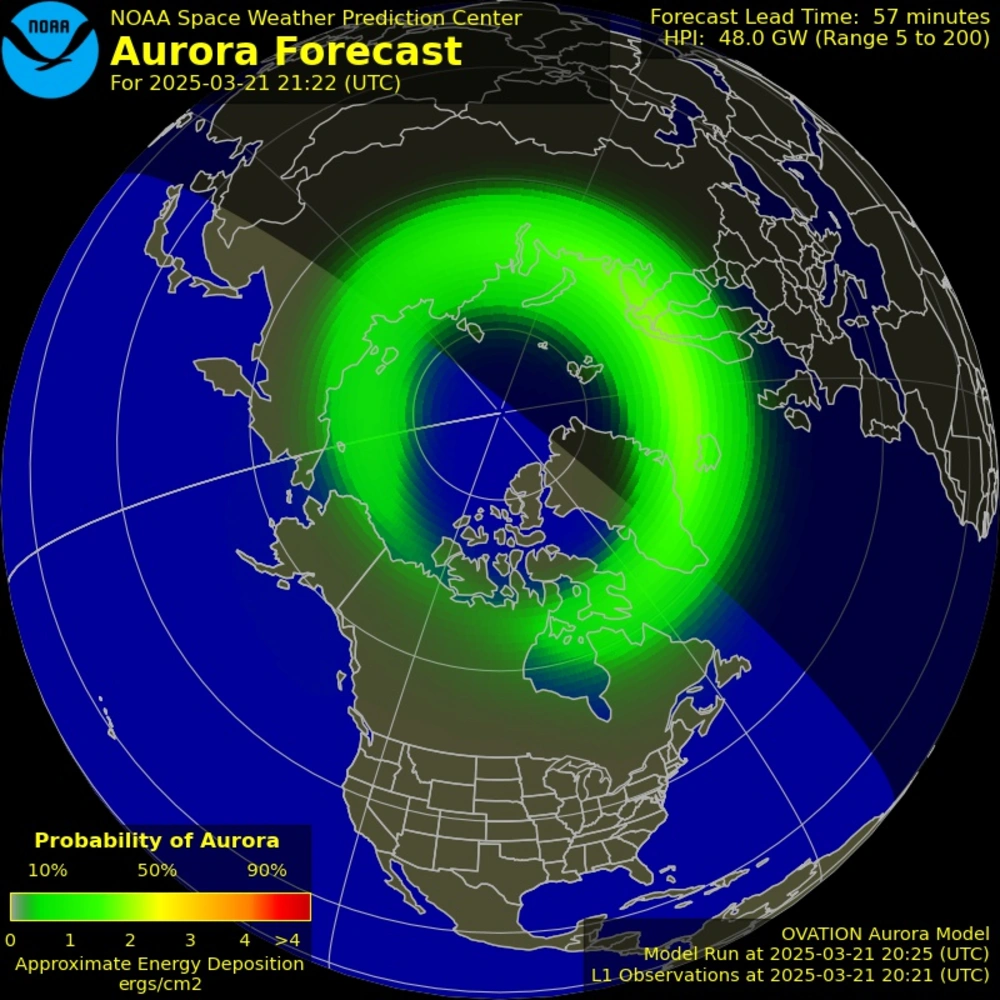 NOAA
NOAA Space Weather Prediction Center
Aurora Forecast
For 2025-03-21 21:22 (UTC)
Forecast Lead Time: 57 minutes
HPI: 48.0 GW (Range 5 to 200)
Probability of Aurora
10% 50% 90%
0 1 2 3 4 >4
Approximate Energy Deposition
ergs/cm2
OVATION Aurora Model
Model Run at 2025-03-21 20:25 (UTC)
L1 Observations at 2025-03-21 20:21 (UTC)